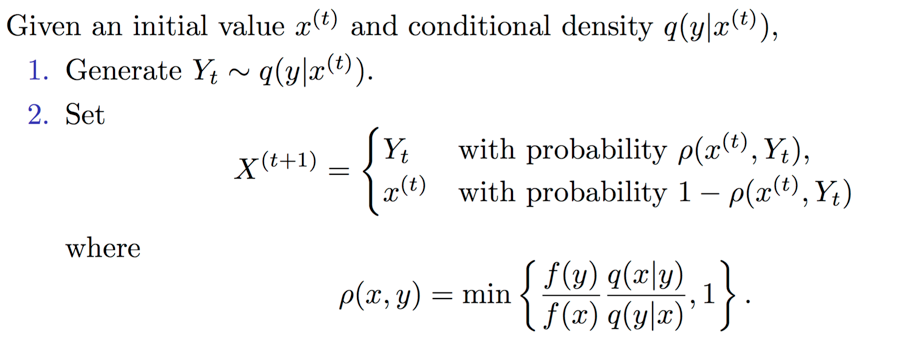 Given an initial value $x^{(t)}$ and conditional density $q(y|x^{(t)})$,
1. Generate $Y_t \sim q(y|x^{(t)})$.
2. Set
$X^{(t+1)} = \begin{cases} Y_t & \text{with probability } \rho(x^{(t)}, Y_t), \\ x^{(t)} & \text{with probability } 1 - \rho(x^{(t)}, Y_t) \end{cases}$
where
$\rho(x, y) = \min \left\{ \frac{f(y)}{f(x)} \frac{q(x|y)}{q(y|x)}, 1 \right\}.$